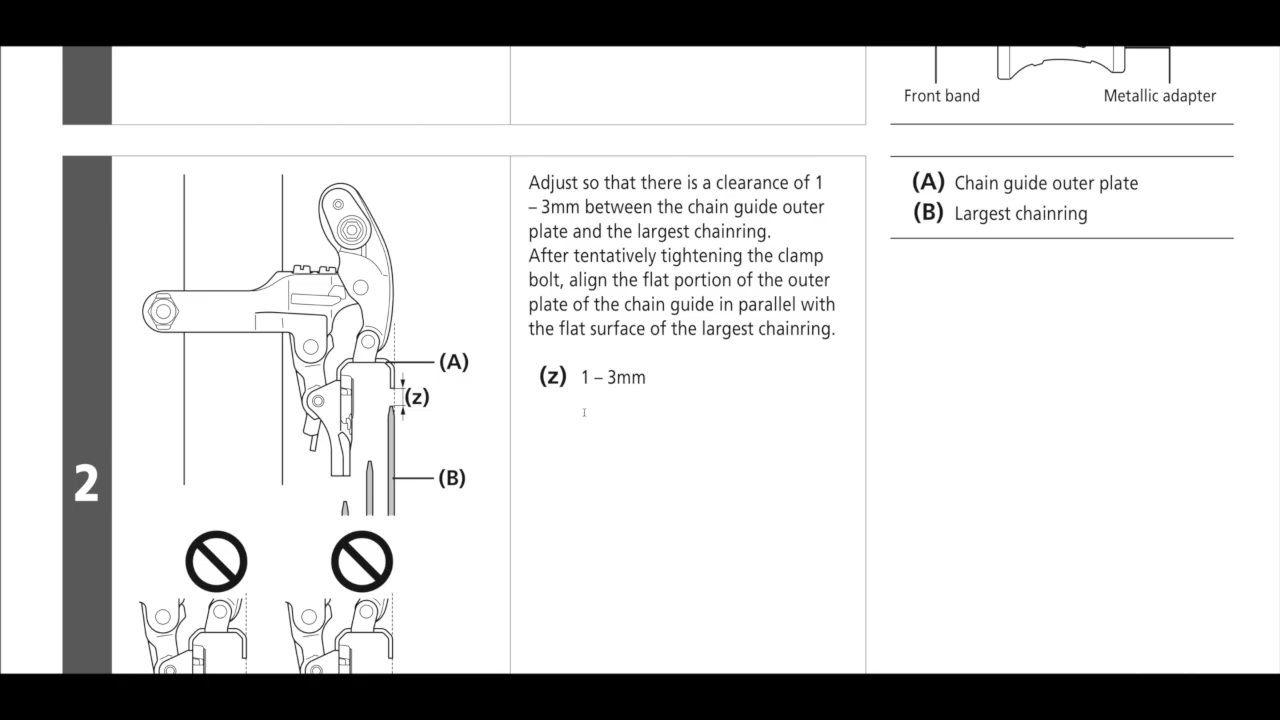 Front band
Metallic adapter
2
(A)
(z)
(B)
Adjust so that there is a clearance of 1
– 3mm between the chain guide outer
plate and the largest chainring.
After tentatively tightening the clamp
bolt, align the flat portion of the outer
plate of the chain guide in parallel with
the flat surface of the largest chainring.
(z) 1 – 3mm
(A) Chain guide outer plate
(B) Largest chainring